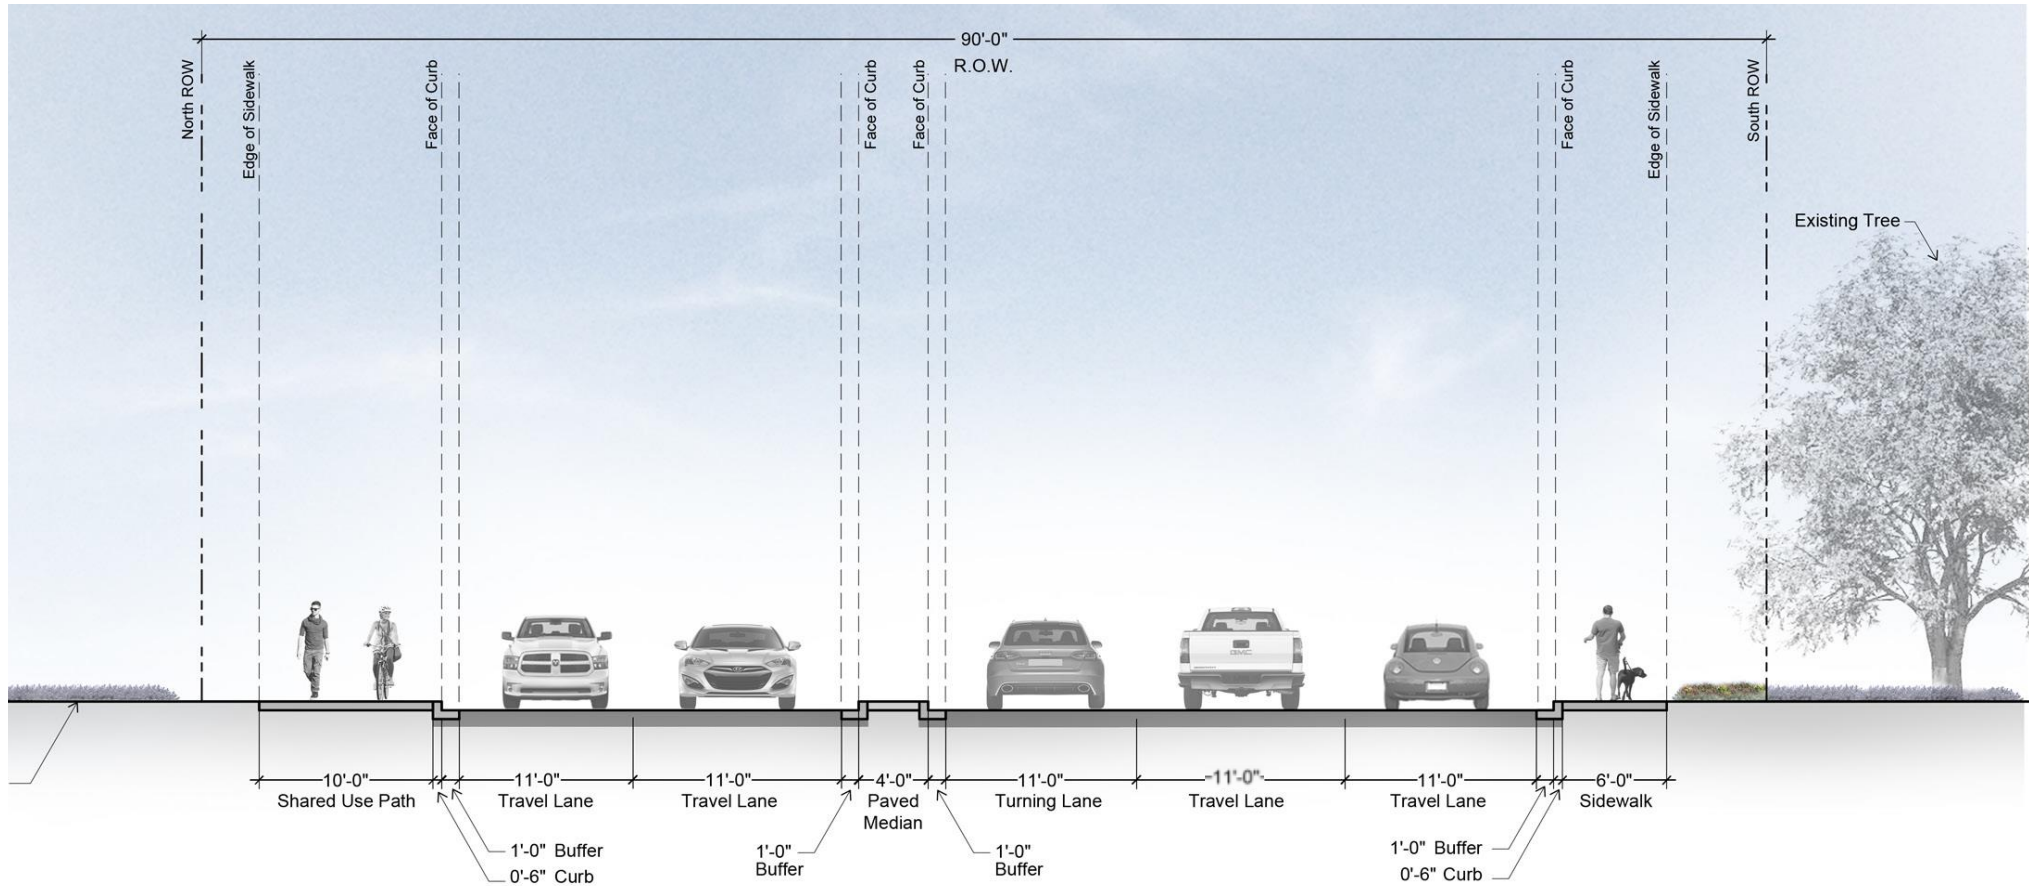 90'-0"
R.O.W.
North ROW
Edge of Sidewalk
Face of Curb
Face of Curb
Face of Curb
Face of Curb
Edge of Sidewalk
South ROW
Existing Tree
GMC
10'-0"
11'-0"
11'-0"
4'-0"
11'-0"
11'-0"
11'-0"
6'-0"
Shared Use Path
Travel Lane
Travel Lane
Paved
Median
Turning Lane
Travel Lane
Travel Lane
Sidewalk
1'-0" Buffer
0'-6" Curb
1'-0"
Buffer
1'-0"
Buffer
1'-0" Buffer
0'-6" Curb